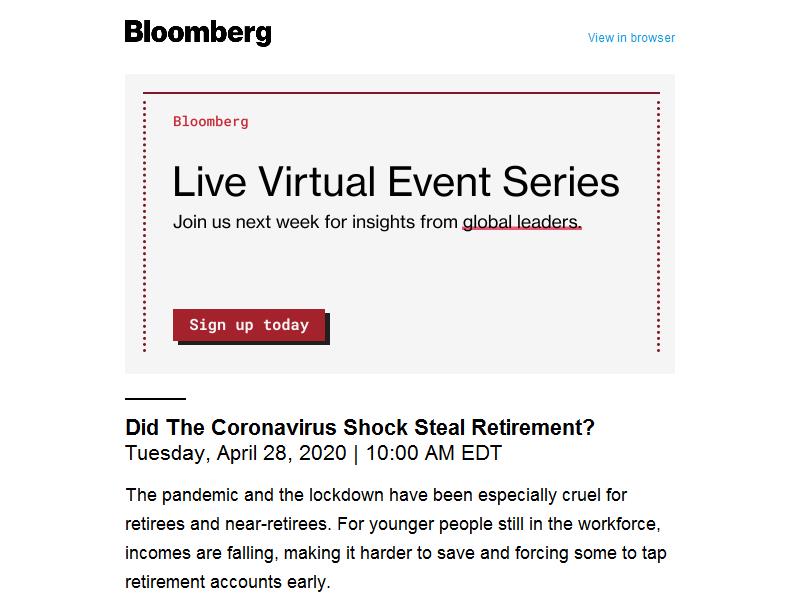 Bloomberg
View in browser
Bloomberg
Live Virtual Event Series
Join us next week for insights from global leaders.
Sign up today
Did The Coronavirus Shock Steal Retirement?
Tuesday, April 28, 2020 | 10:00 AM EDT
The pandemic and the lockdown have been especially cruel for
retirees and near-retirees. For younger people still in the workforce,
incomes are falling, making it harder to save and forcing some to tap
retirement accounts early.